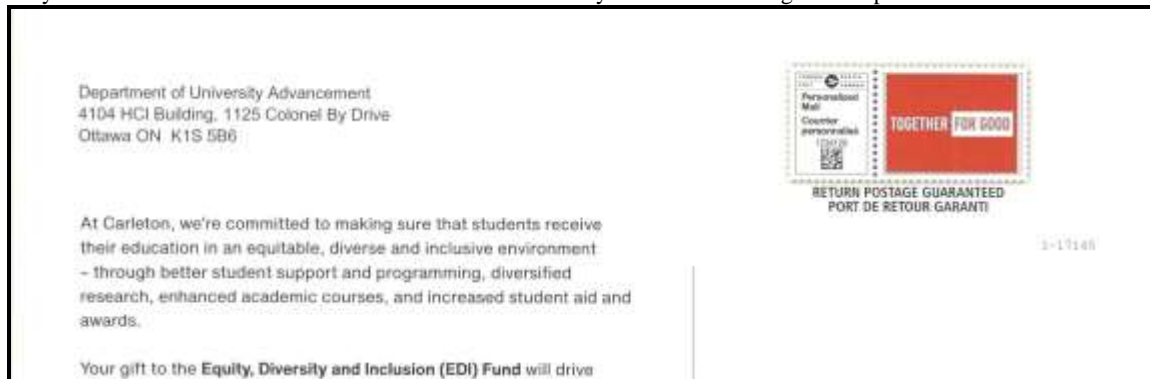 Department of University Advancement
4104 HCI Building, 1125 Colonel By Drive
Ottawa ON K1S 5B6
Personalized
Mail
Courrier
personnalisé
TOGETHER FOR GOOD
RETURN POSTAGE GUARANTEED
PORT DE RETOUR GARANTI
At Carleton, we're committed to making sure that students receive
their education in an equitable, diverse and inclusive environment
– through better student support and programming, diversified
research, enhanced academic courses, and increased student aid and
awards.
Your gift to the Equity, Diversity and Inclusion (EDI) Fund will drive